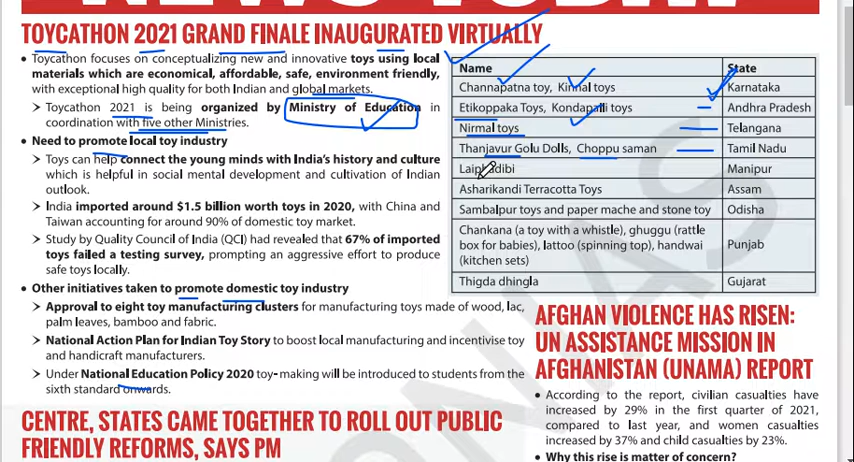 TOYCATHON 2021 GRAND FINALE INAUGURATED VIRTUALLY
• Toycathon focuses on conceptualizing new and innovative toys using local
materials which are economical, affordable, safe, environment friendly,
with exceptional high quality for both Indian and global markets.
➢ Toycathon 2021 is being organized by Ministry of Education in
coordination with five other Ministries.
• Need to promote local toy industry
➢ Toys can help connect the young minds with India's history and culture
which is helpful in social mental development and cultivation of Indian
outlook.
➢ India imported around $1.5 billion worth toys in 2020, with China and
Taiwan accounting for around 90% of domestic toy market.
➢ Study by Quality Council of India (QCI) had revealed that 67% of imported
toys failed a testing survey, prompting an aggressive effort to produce
safe toys locally.
• Other initiatives taken to promote domestic toy industry
➢ Approval to eight toy manufacturing clusters for manufacturing toys made of wood, lac,
palm leaves, bamboo and fabric.
➢ National Action Plan for Indian Toy Story to boost local manufacturing and incentivise toy
and handicraft manufacturers.
➢ Under National Education Policy 2020 toy-making will be introduced to students from the
sixth standard onwards.
Name State
Channapatna toy, Kinhal toys Karnataka
Etikoppaka Toys, Kondapalli toys Andhra Pradesh
Nirmal toys Telangana
Thanjavur Golu Dolls, Choppu saman Tamil Nadu
Manipur
Asharikandi Terracotta Toys Assam
Sambalpur toys and paper mache and stone toy Odisha
Chankana (a toy with a whistle), ghuggu (rattle
box for babies), lattoo (spinning top), handwai
(kitchen sets)
Punjab
Thigda dhingla Gujarat
CENTRE, STATES CAME TOGETHER TO ROLL OUT PUBLIC
FRIENDLY REFORMS, SAYS PM
AFGHAN VIOLENCE HAS RISEN:
UN ASSISTANCE MISSION IN
AFGHANISTAN (UNAMA) REPORT
• According to the report, civilian casualties have
increased by 29% in the first quarter of 2021,
compared to last year, and women casualties
increased by 37% and child casualties by 23%.
• Why this rise is matter of concern?